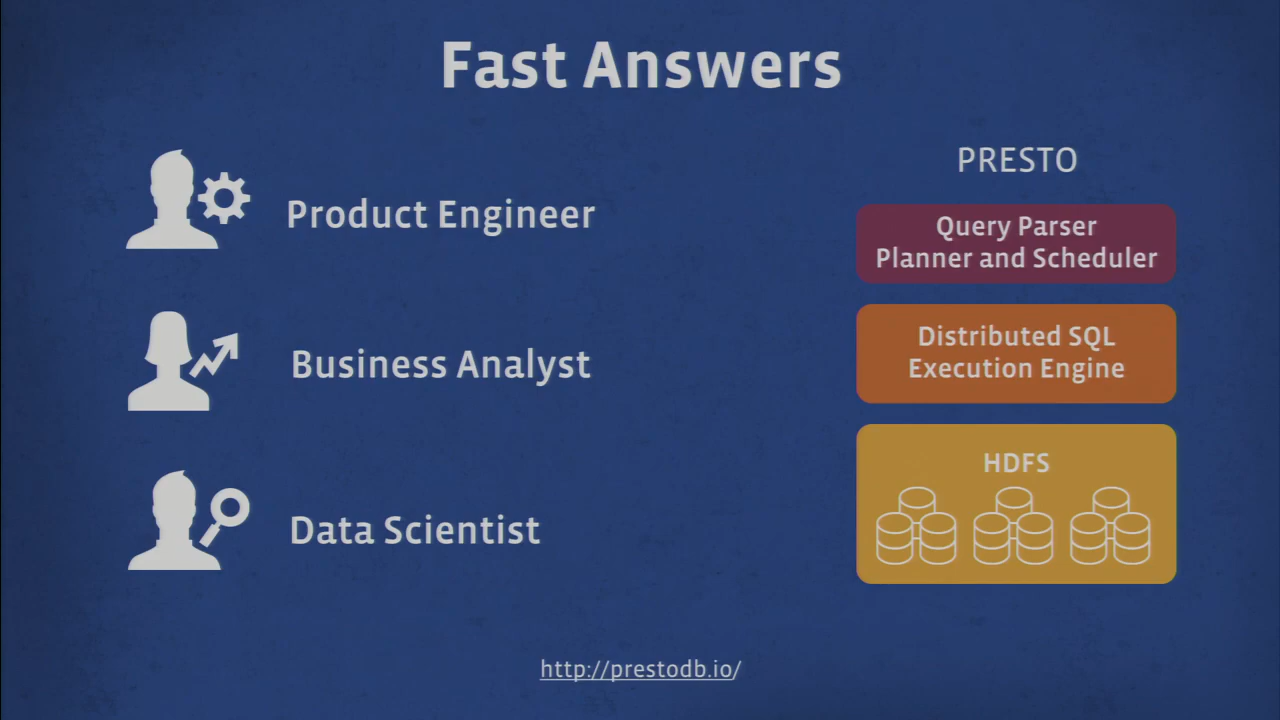 Fast Answers
Product Engineer
Business Analyst
Data Scientist
PRESTO
Query Parser
Planner and Scheduler
Distributed SQL
Execution Engine
HDFS
http://prestodb.io/